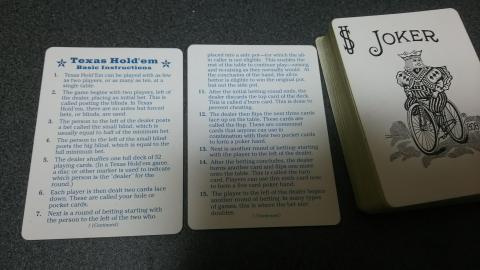 Texas Hold'em
Basic Instructions
1. Texas Hold'Em can be played with as few
as two players, or as many as ten, at a
single table.
2. The game begins with two players, left of
the dealer, placing an initial bet. This is
called posting the blinds. In Texas
Hold'em, there are no antes but forced
bets, or blinds, are used.
3. The person to the left of the dealer posts
a bet called the small blind, which is
usually equal to half of the minimum bet.
4. The person to the left of the small blind
posts the big blind, which is equal to the
full minimum bet.
5. The dealer shuffles one full deck of 52
playing cards. (In a Texas Hold'em game,
a disc or other marker is used to indicate
which person is the "dealer" for the
round.)
6. Each player is then dealt two cards face
down. These are called your hole or
pocket cards.
7. Next is a round of betting starting with
the person to the left of the two who
(Continued)
placed into a side pot—for which the all-
in caller is not eligible. This enables the
rest of the table to continue play—raising
and re-raising as they normally would. At
the conclusion of the hand, the all-in
better is eligible to win the original pot,
but not the side pot.
11. After the initial betting round ends, the
dealer discards the top card of the deck.
This is called a burn card. This is done to
prevent cheating.
12. The dealer then flips the next three cards
face up on the table. These cards are
called the flop. These are communal
cards that anyone can use in
combination with their two pocket cards
to form a poker hand.
13. Next is another round of betting starting
with the player to the left of the dealer.
14. After the betting concludes, the dealer
burns another card and flips one more
onto the table. This is called the turn
card. Players can use this sixth card now
to form a five card poker hand.
15. The player to the left of the dealer begins
another round of betting. In many types
of games, this is where the bet size
doubles.
(Continued)
JOKER